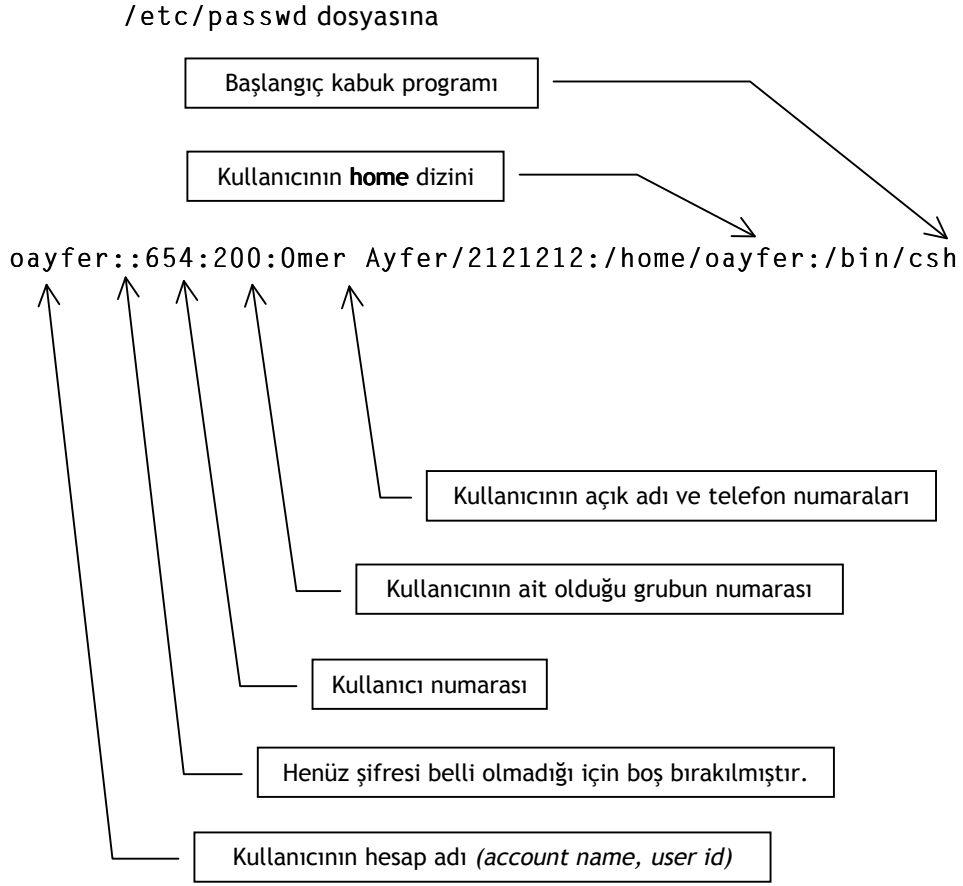 /etc/passwd dosyasına
Başlangıç kabuk programı
Kullanıcının home dizini
oayfer::654:200:Omer Ayfer/2121212:/home/oayfer:/bin/csh
Kullanıcının açık adı ve telefon numaraları
Kullanıcının ait olduğu grubun numarası
Kullanıcı numarası
Henüz şifresi belli olmadığı için boş bırakılmıştır.
Kullanıcının hesap adı (account name, user id)